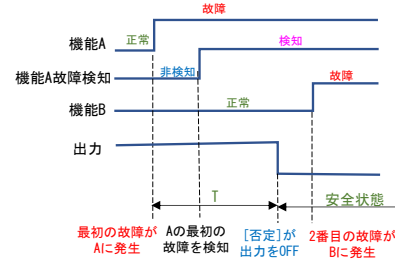 故障
機能A
正常
検知
機能A故障検知
非検知
故障
機能B
正常
出力
T
安全状態
最初の故障が
Aに発生
Aの最初の
故障を検知
[否定]が
出力をOFF
2番目の故障が
Bに発生